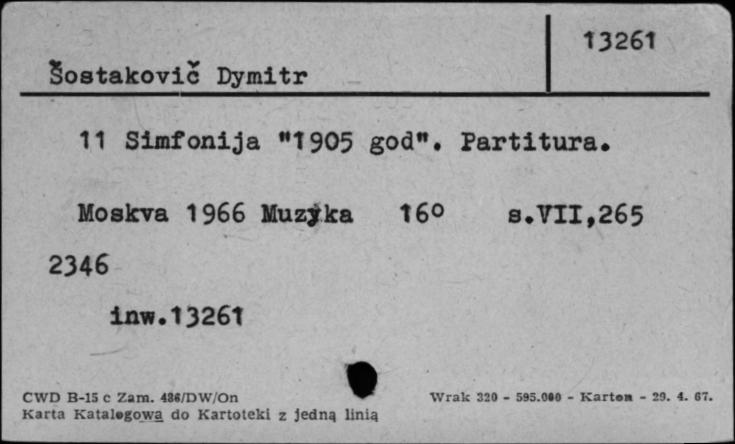 13261
Šostakovič Dymitr
11 Simfonija "1905 god". Partitura.
Moskva 1966 Muzyka 16° s.VII,265
2346
inw.13261
CWD B-15 c Zam. 486/DW/On Wrak 320 - 595.000 - Karton - 29. 4. 67.
Karta Katalogowa do Kartoteki z jedną linią